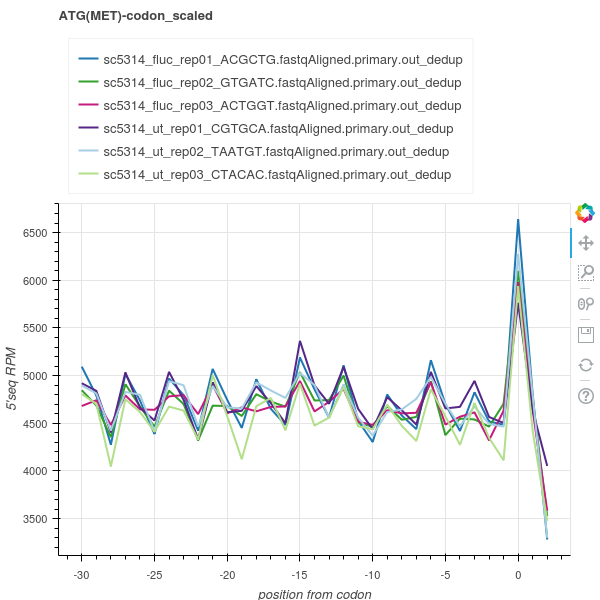 ATG(MET)-codon_scaled
sc5314_fluc_rep01_ACGCTG.fastqAligned.primary.out_dedup
sc5314_fluc_rep02_GTGATC.fastqAligned.primary.out_dedup
sc5314_fluc_rep03_ACTGGT.fastqAligned.primary.out_dedup
sc5314_ut_rep01_CGTGCA.fastqAligned.primary.out_dedup
sc5314_ut_rep02_TAATGT.fastqAligned.primary.out_dedup
sc5314_ut_rep03_CTACAC.fastqAligned.primary.out_dedup
6500
6000
5500
5000
4500
4000
3500
5'seq RPM
-30 -25 -20 -15 -10 -5 0
position from codon